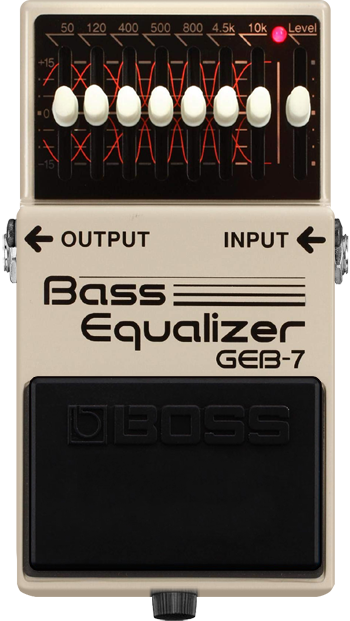 50 120 400 500 800 4.5k 10k Level
+15
0
-15
OUTPUT INPUT
Bass
Equalizer
GEB-7
BOSS